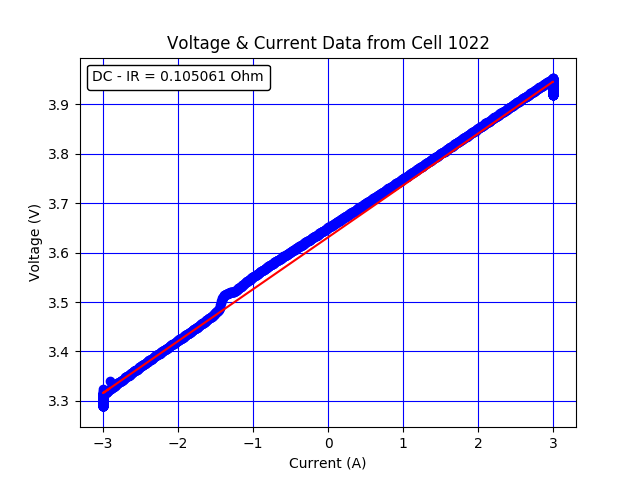 Voltage & Current Data from Cell 1022
DC - IR = 0.105061 Ohm
3.9
3.8
3.7
3.6
3.5
3.4
3.3
Voltage (V)
−3 −2 −1 0 1 2 3
Current (A)